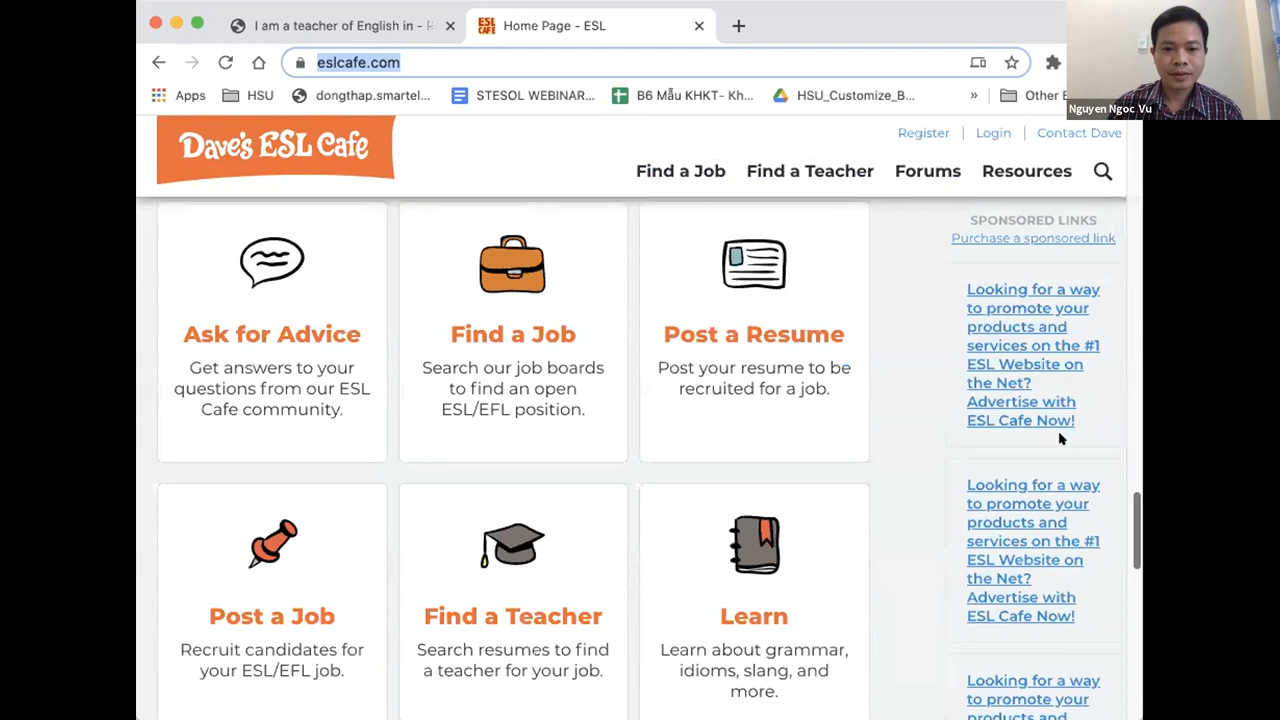 I am a teacher of English in - R
Home Page - ESL
eslcafe.com
Apps
HSU
dongthap.smartel...
STESOL WEBINAR...
B6 Mẫu KHKT- Kh...
HSU_Customize_B...
»
Other B
Nguyen Ngoc Vu
Dave's ESL Cafe
Register
Login
Contact Dave
Find a Job
Find a Teacher
Forums
Resources
Ask for Advice
Get answers to your
questions from our ESL
Cafe community.
Find a Job
Search our job boards
to find an open
ESL/EFL position.
Post a Resume
Post your resume to be
recruited for a job.
Post a Job
Recruit candidates for
your ESL/EFL job.
Find a Teacher
Search resumes to find
a teacher for your job.
Learn
Learn about grammar,
idioms, slang, and
more.
SPONSORED LINKS
Purchase a sponsored link
Looking for a way
to promote your
products and
services on the #1
ESL Website on
the Net?
Advertise with
ESL Cafe Now!
Looking for a way
to promote your
products and
services on the #1
ESL Website on
the Net?
Advertise with
ESL Cafe Now!
Looking for a way
to promote your
products and